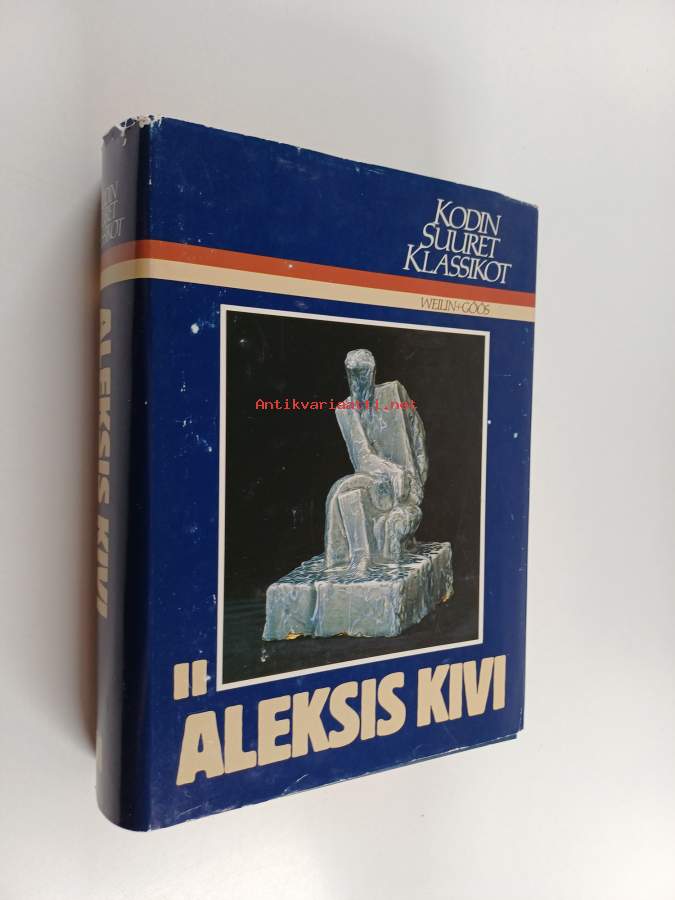 KODIN
SUURET
KLASSIKOT
WEILIN+GÖÖS
Antikvariaatti.net
II
ALEKSIS KIVI
ALEKSIS KIVI